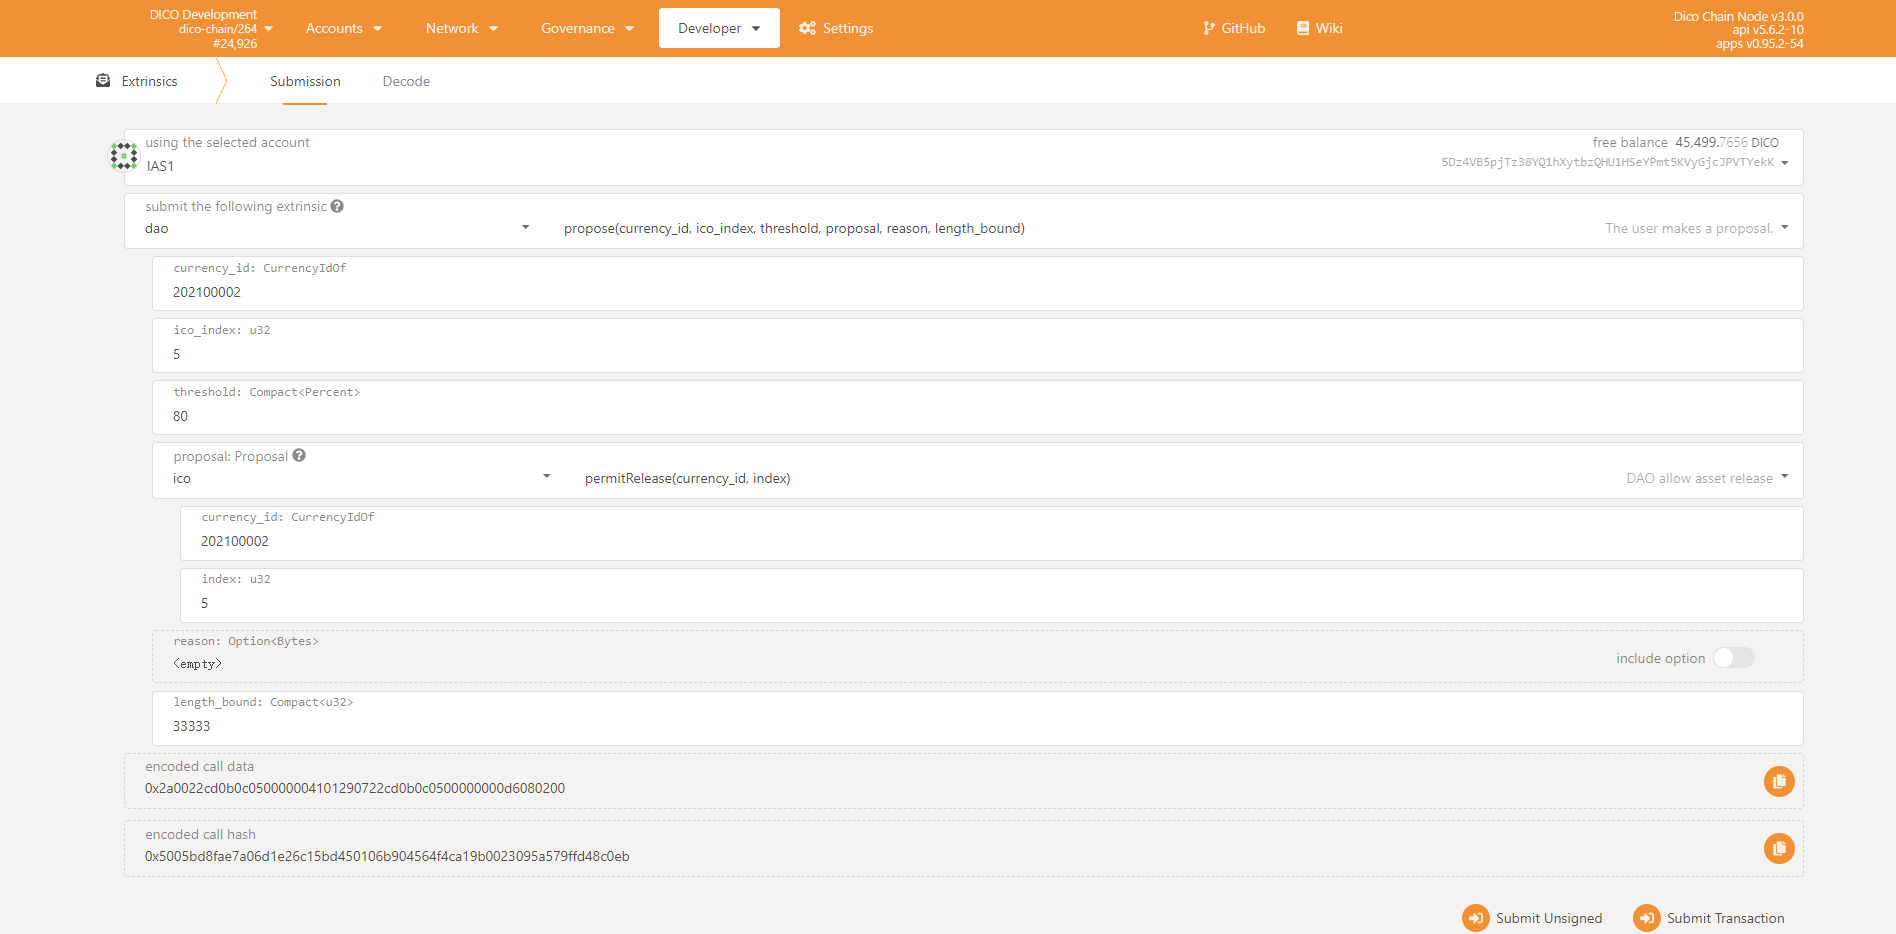 DICO Development
dico-chain/264
#24,926
Accounts
Network
Governance
Developer
Settings
GitHub
Wiki
Dico Chain Node v3.0.0
api v5.6.2-10
apps v0.95.2-54
Extrinsics
Submission
Decode
using the selected account
IAS1
free balance 45,499.7656 DICO
5Dz4VB5pjTz38YQ1hXytbzQHU1HSeYPmt5KVyGjcJPVTYekK
submit the following extrinsic
dao
propose(currency_id, ico_index, threshold, proposal, reason, length_bound)
The user makes a proposal.
currency_id: CurrencyIdOf
202100002
ico_index: u32
5
threshold: Compact<Percent>
80
proposal: Proposal
ico
permitRelease(currency_id, index)
DAO allow asset release
currency_id: CurrencyIdOf
202100002
index: u32
5
reason: Option<Bytes>
<empty>
include option
length_bound: Compact<u32>
33333
encoded call data
0x2a0022cd0b0c050000004101290722cd0b0c0500000000d6080200
encoded call hash
0x5005bd8fae7a06d1e26c15bd450106b904564f4ca19b0023095a579ffd48c0eb
Submit Unsigned
Submit Transaction